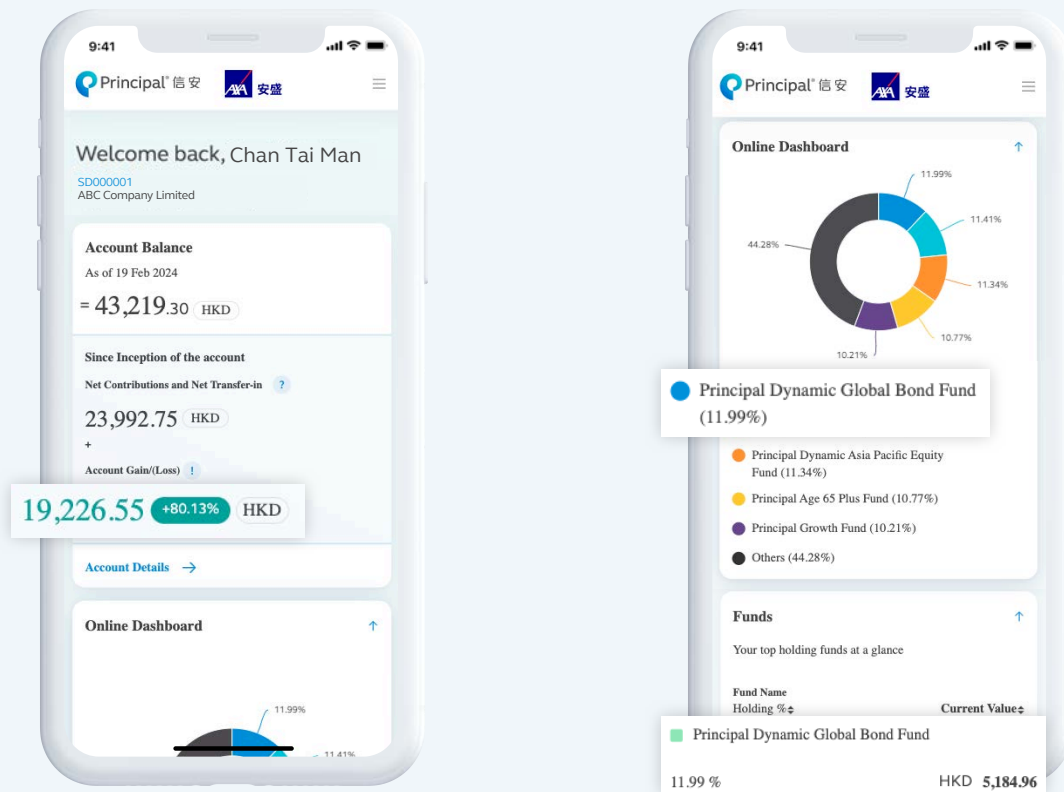 9:41
Principal® 信安 AXA 安盛
Welcome back, Chan Tai Man
SD000001
ABC Company Limited
Account Balance
As of 19 Feb 2024
= 43,219.30 HKD
Since Inception of the account
Net Contributions and Net Transfer-in ?
23,992.75 HKD
+
Account Gain/(Loss) !
19,226.55 +80.13% HKD
Account Details →
Online Dashboard ↑
11.99%
11.41%
9:41
Principal® 信安 AXA 安盛
Online Dashboard ↑
11.99%
11.41%
44.28%
11.34%
10.77%
10.21%
Principal Dynamic Global Bond Fund
(11.99%)
Principal Dynamic Asia Pacific Equity
Fund (11.34%)
Principal Age 65 Plus Fund (10.77%)
Principal Growth Fund (10.21%)
Others (44.28%)
Funds ↑
Your top holding funds at a glance
Fund Name
Holding % Current Value
Principal Dynamic Global Bond Fund
11.99 % HKD 5,184.96